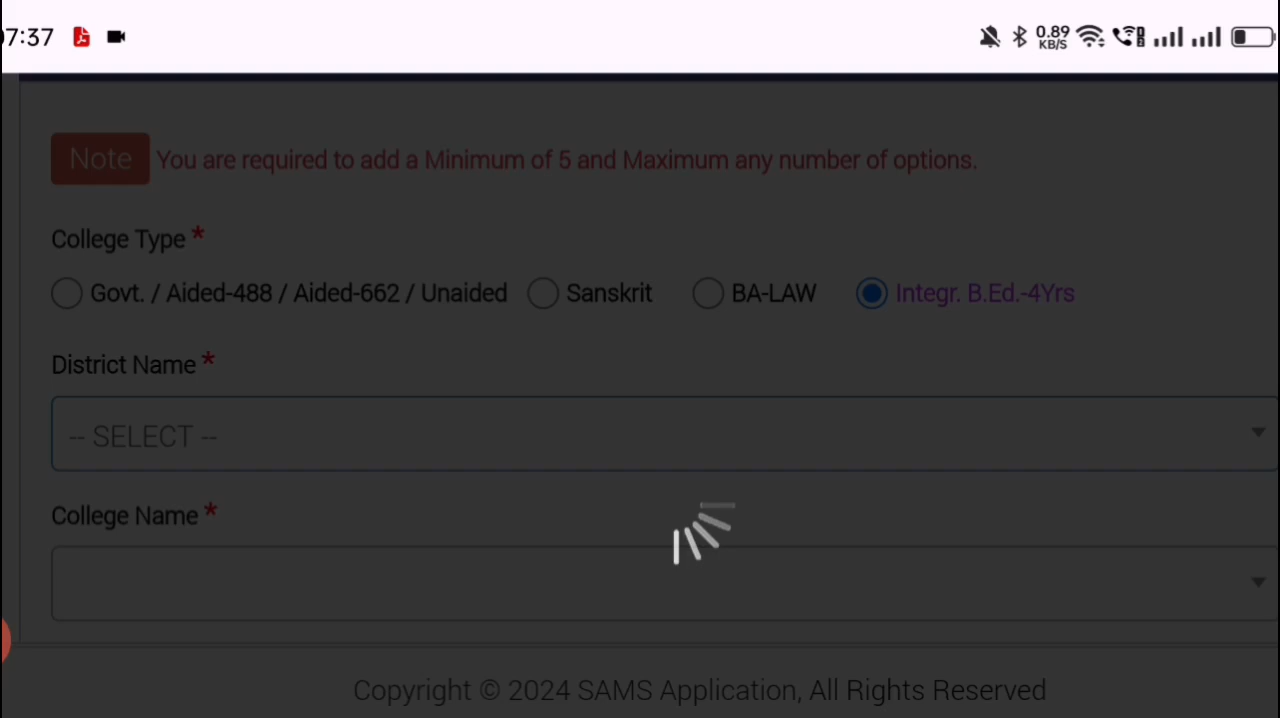 7:37
0.89
KB/S
Note You are required to add a Minimum of 5 and Maximum any number of options.
College Type *
Govt. / Aided-488 / Aided-662 / Unaided Sanskrit BA-LAW Integr. B.Ed.-4Yrs
District Name *
-- SELECT --
College Name *
Copyright © 2024 SAMS Application, All Rights Reserved